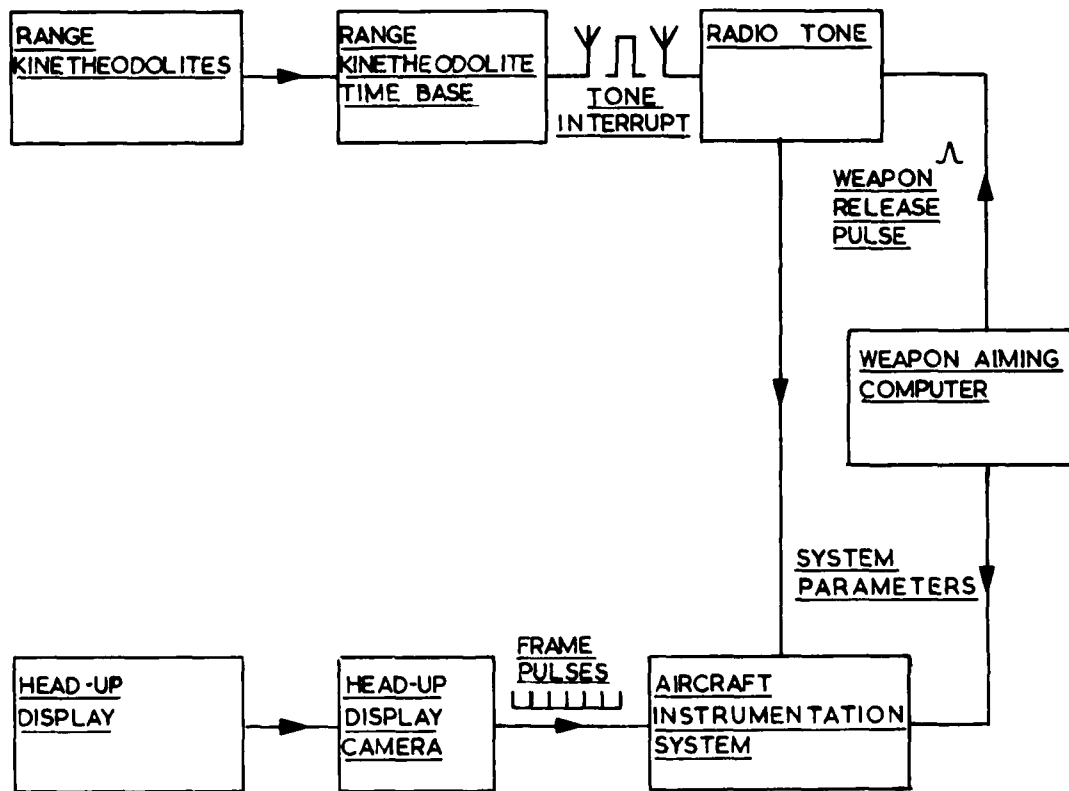 RANGE
KINETHEODOLITES
RANGE
KINETHEODOLITE
TIME BASE
TONE
INTERRUPT
RADIO TONE
WEAPON
RELEASE
PULSE
WEAPON AIMING
COMPUTER
SYSTEM
PARAMETERS
HEAD-UP
DISPLAY
HEAD-UP
DISPLAY
CAMERA
FRAME
PULSES
AIRCRAFT
INSTRUMENTATION
SYSTEM